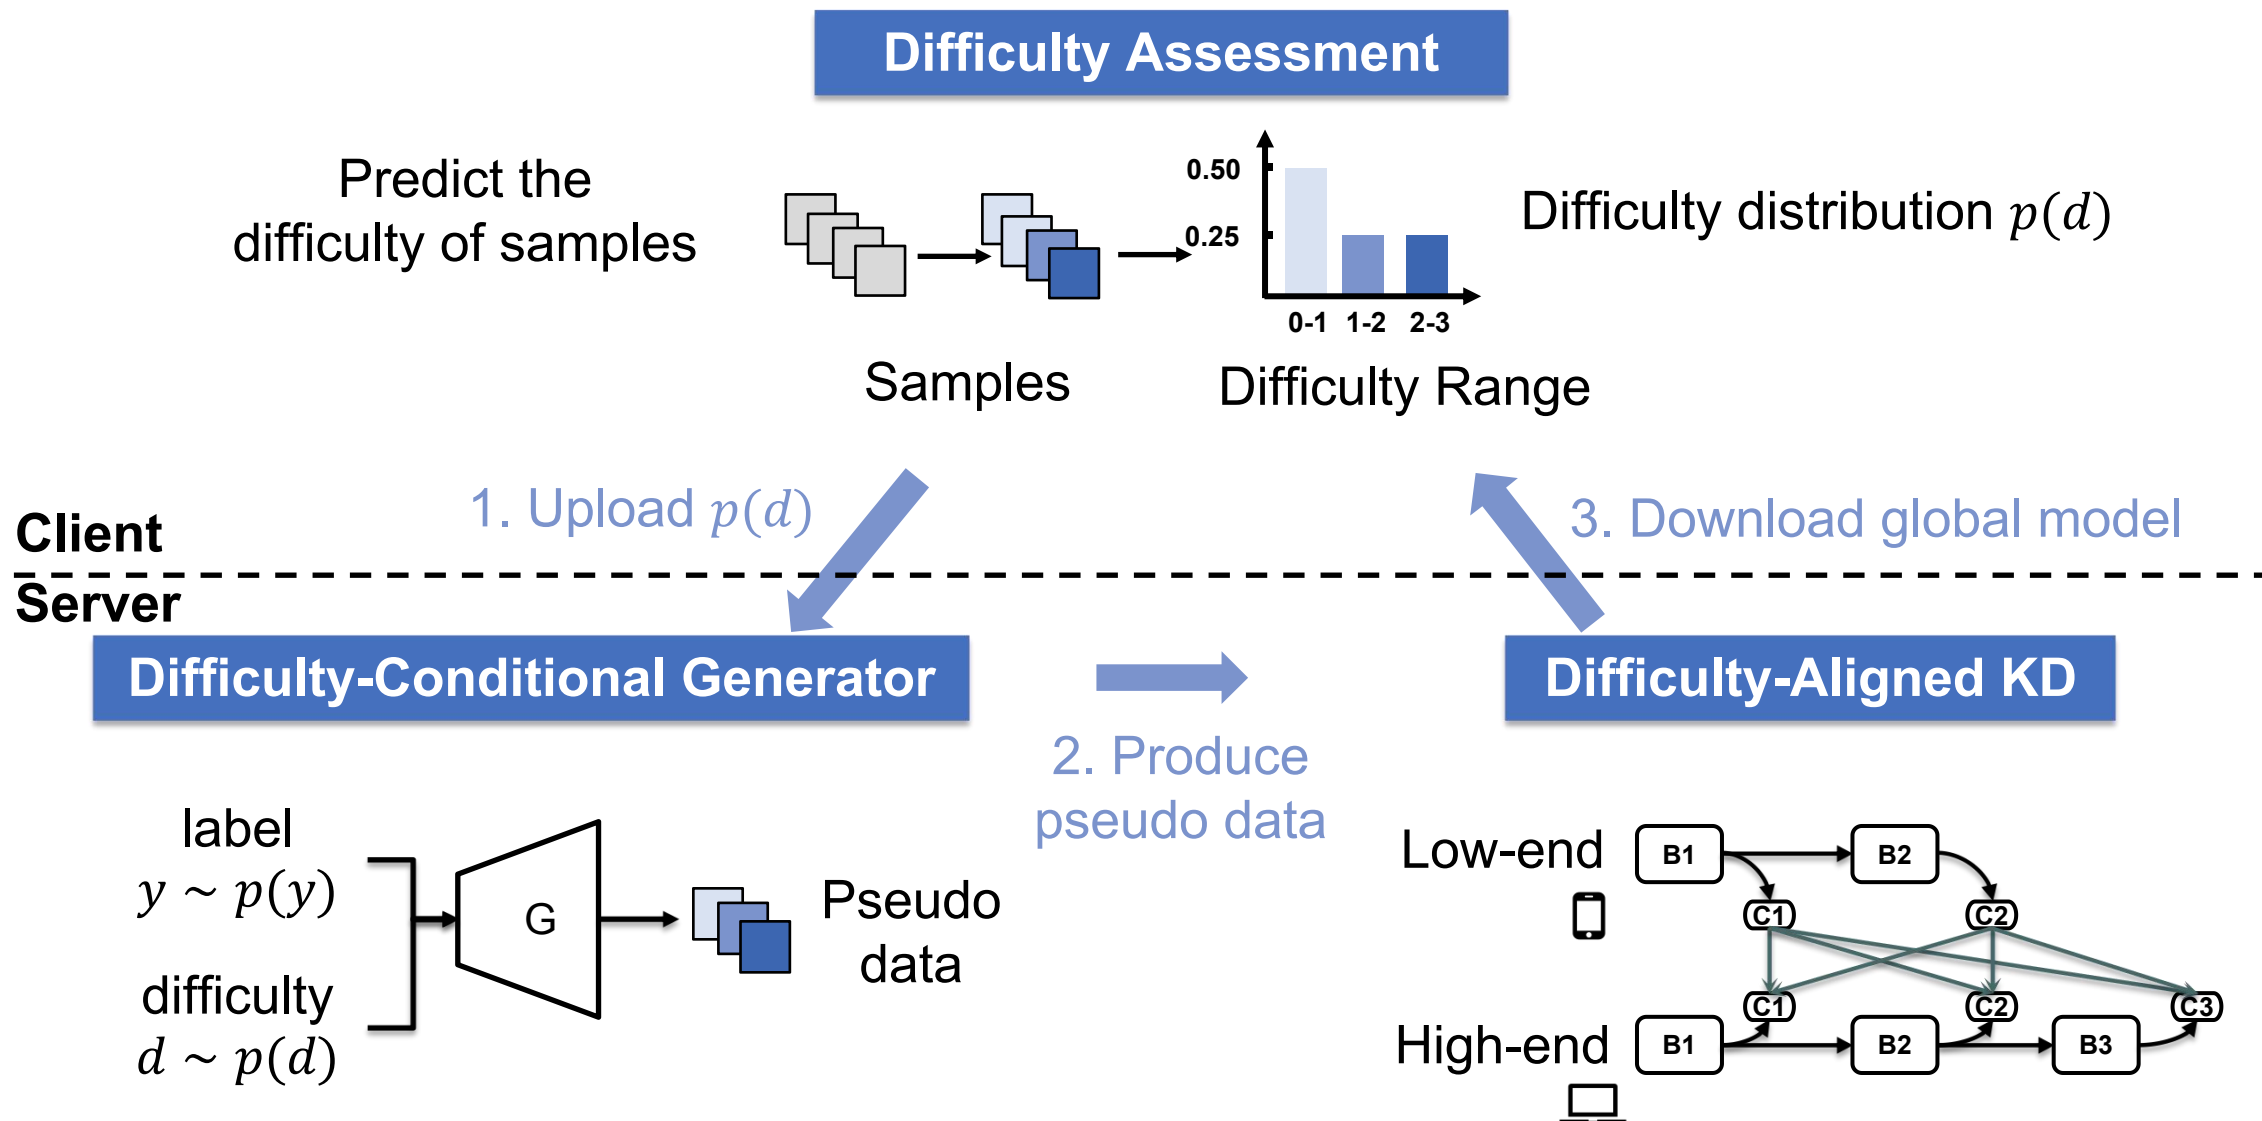 Difficulty Assessment
Predict the
difficulty of samples
0.50
0.25
0-1 1-2 2-3
Difficulty distribution p(d)
Samples
Difficulty Range
1. Upload p(d)
3. Download global model
Client
Server
Difficulty-Conditional Generator
2. Produce
pseudo data
Difficulty-Aligned KD
label
y ~ p(y)
difficulty
d ~ p(d)
G
Pseudo
data
Low-end
B1 B2
C1 C2
C1 C2 C3
High-end
B1 B2 B3